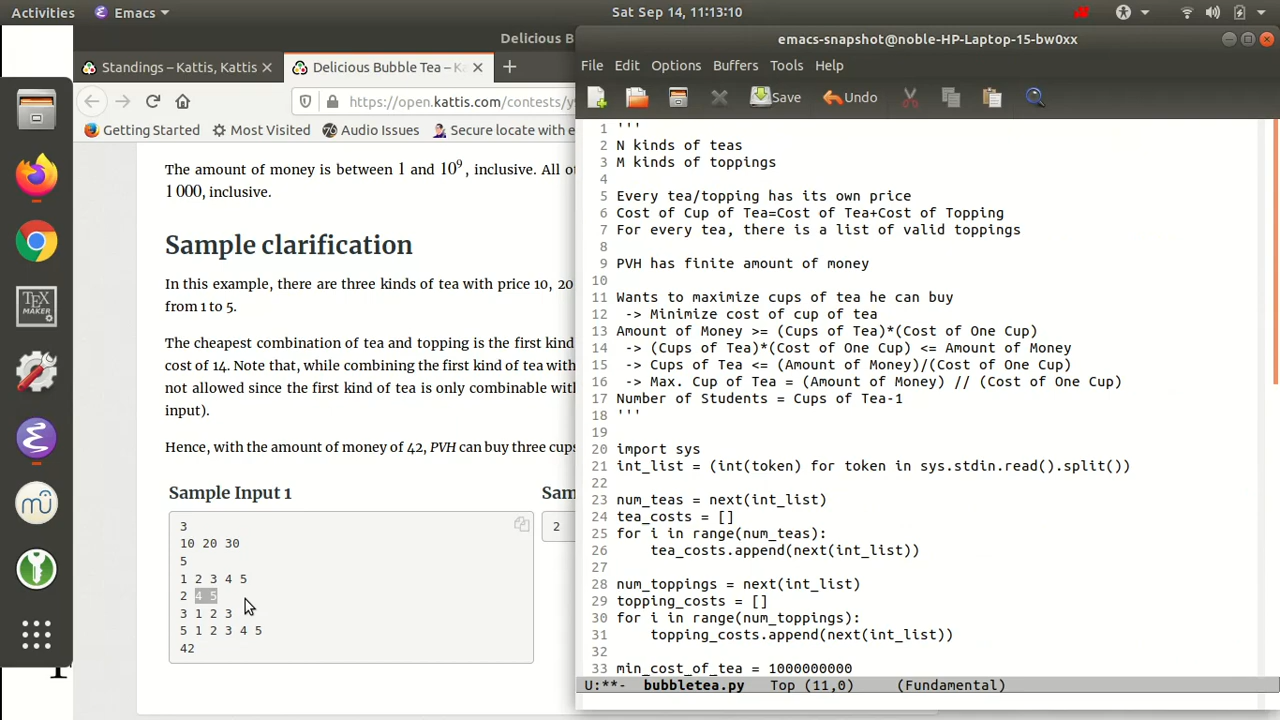 Activities
Emacs
Sat Sep 14, 11:13:10
Delicious B
emacs-snapshot@noble-HP-Laptop-15-bw0xx
Standings – Kattis, Kattis
Delicious Bubble Tea – K
File Edit Options Buffers Tools Help
https://open.kattis.com/contests/y
Save
Undo
Getting Started
Most Visited
Audio Issues
Secure locate with e
The amount of money is between 1 and 10⁹, inclusive. All ot
1 000, inclusive.
Sample clarification
In this example, there are three kinds of tea with price 10, 20
from 1 to 5.
The cheapest combination of tea and topping is the first kind
cost of 14. Note that, while combining the first kind of tea with
not allowed since the first kind of tea is only combinable with
input).
Hence, with the amount of money of 42, PVH can buy three cups
Sample Input 1
Sam
3
10 20 30
5
1 2 3 4 5
2 4 5
3 1 2 3
5 1 2 3 4 5
42
2
1 '''
2 N kinds of teas
3 M kinds of toppings
4
5 Every tea/topping has its own price
6 Cost of Cup of Tea=Cost of Tea+Cost of Topping
7 For every tea, there is a list of valid toppings
8
9 PVH has finite amount of money
10
11 Wants to maximize cups of tea he can buy
12 -> Minimize cost of cup of tea
13 Amount of Money >= (Cups of Tea)*(Cost of One Cup)
14 -> (Cups of Tea)*(Cost of One Cup) <= Amount of Money
15 -> Cups of Tea <= (Amount of Money)/(Cost of One Cup)
16 -> Max. Cup of Tea = (Amount of Money) // (Cost of One Cup)
17 Number of Students = Cups of Tea-1
18 '''
19
20 import sys
21 int_list = (int(token) for token in sys.stdin.read().split())
22
23 num_teas = next(int_list)
24 tea_costs = []
25 for i in range(num_teas):
26     tea_costs.append(next(int_list))
27
28 num_toppings = next(int_list)
29 topping_costs = []
30 for i in range(num_toppings):
31     topping_costs.append(next(int_list))
32
33 min_cost_of_tea = 1000000000
U:**- bubbletea.py Top (11,0) (Fundamental)
TEX
MAKER